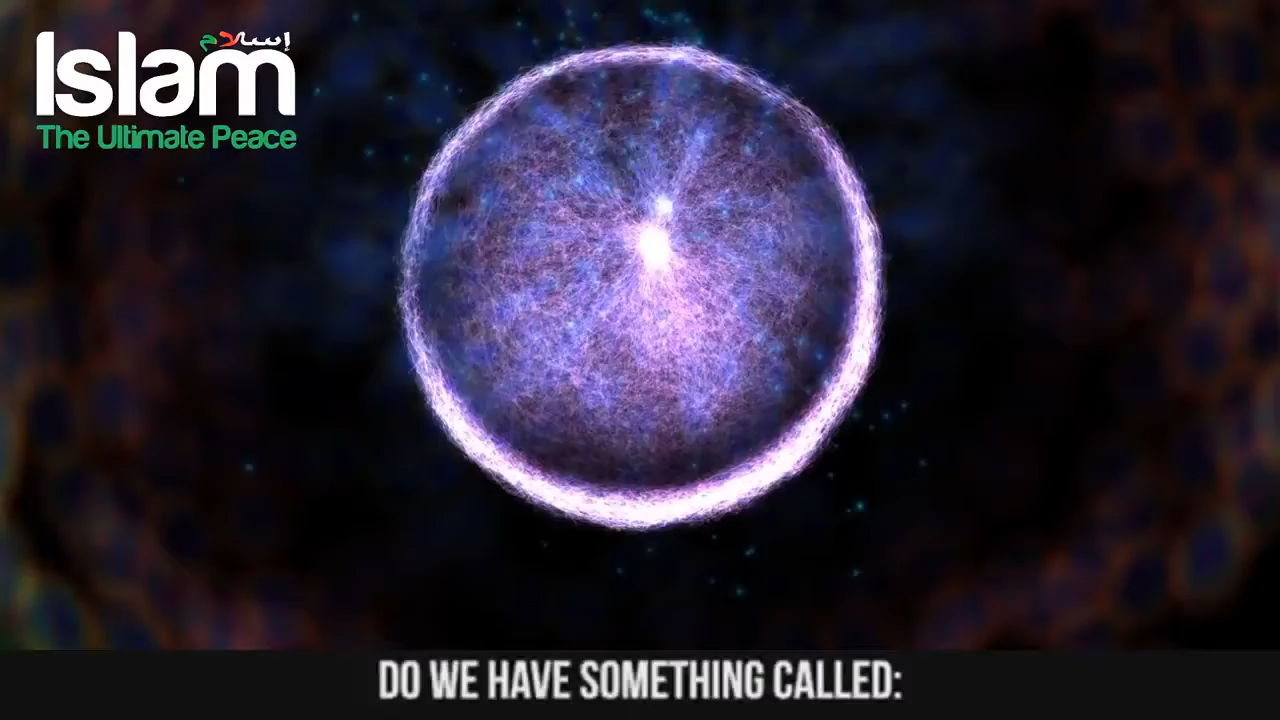 إسلام
Islam
The Ultimate Peace
DO WE HAVE SOMETHING CALLED: